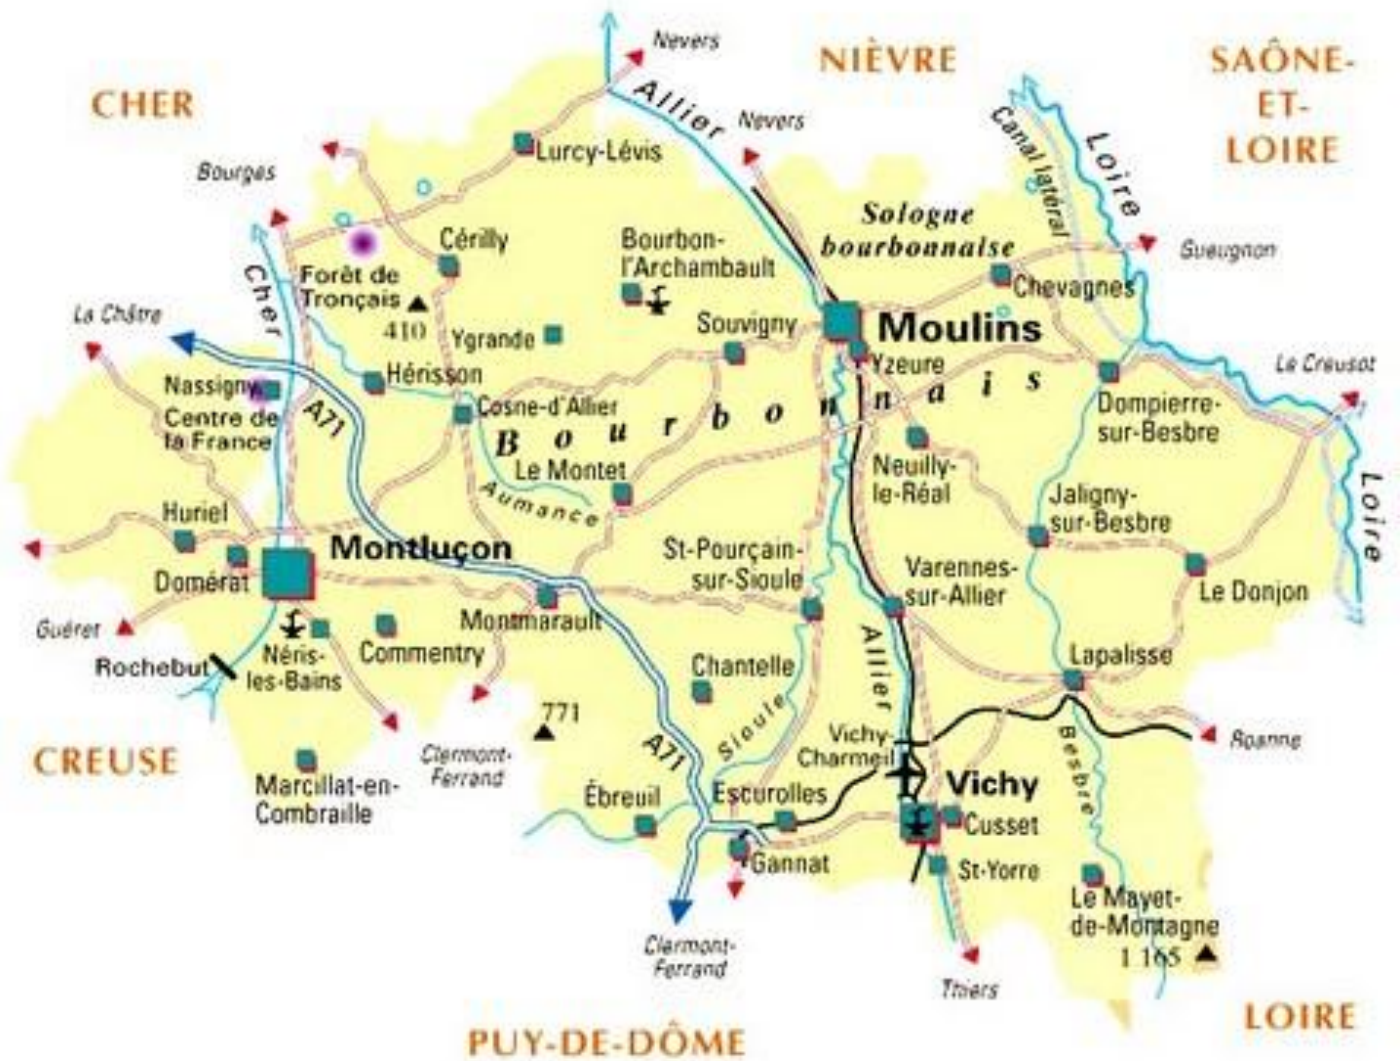 Nevers
NIÈVRE
SAÔNE-
ET-
LOIRE
CHER
Allier
Nevers
Canal latéral
Loire
Lurcy-Lévis
Bourges
Sologne
bourbonnaise
Gueugnon
Cérilly
Bourbon-
l'Archambault
Cher
Forêt de
Tronçais
410
Chevagnes
La Châtre
Ygrande
Souvigny
Moulins
Yzeure
Le Creusot
Nassigny
Centre de
la France
Hérisson
A71
Cosne-d'Allier
Bourbonnais
Dompierre-
sur-Besbre
Le Montet
Aumance
Neuilly-
le-Réal
Jaligny-
sur-Besbre
Loire
Huriel
Montluçon
Domérat
St-Pourçain-
sur-Sioule
Varennes-
sur-Allier
Le Donjon
Guéret
Rochebut
Néris-
les-Bains
Commentry
Montmarault
Chantelle
Allier
Lapalisse
771
Sioule
Vichy-
Charmeil
Besbre
Roanne
CREUSE
Clermont-
Ferrand
A71
Marcillat-en-
Combraille
Ébreuil
Escurolles
Vichy
Cusset
Gannat
St-Yorre
Le Mayet-
de-Montagne
1 165
Clermont-
Ferrand
Thiers
LOIRE
PUY-DE-DÔME